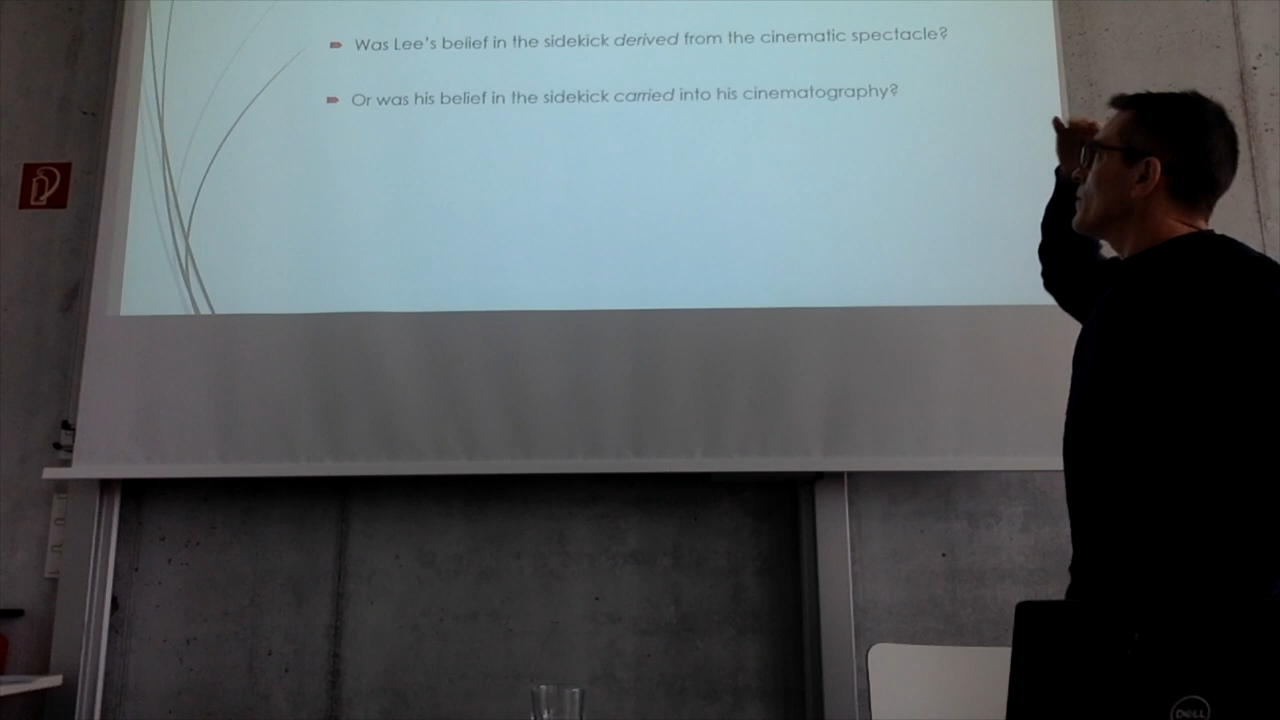 Was Lee's belief in the sidekick derived from the cinematic spectacle?
Or was his belief in the sidekick carried into his cinematography?
DELL